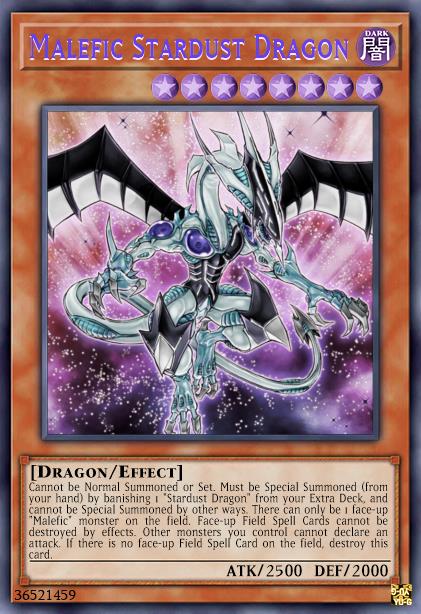 Malefic Stardust Dragon
DARK
闇
[Dragon/Effect]
Cannot be Normal Summoned or Set. Must be Special Summoned (from
your hand) by banishing 1 "Stardust Dragon" from your Extra Deck, and
cannot be Special Summoned by other ways. There can only be 1 face-up
"Malefic" monster on the field. Face-up Field Spell Cards cannot be
destroyed by effects. Other monsters you control cannot declare an
attack. If there is no face-up Field Spell Card on the field, destroy this
card.
ATK/2500 DEF/2000
36521459